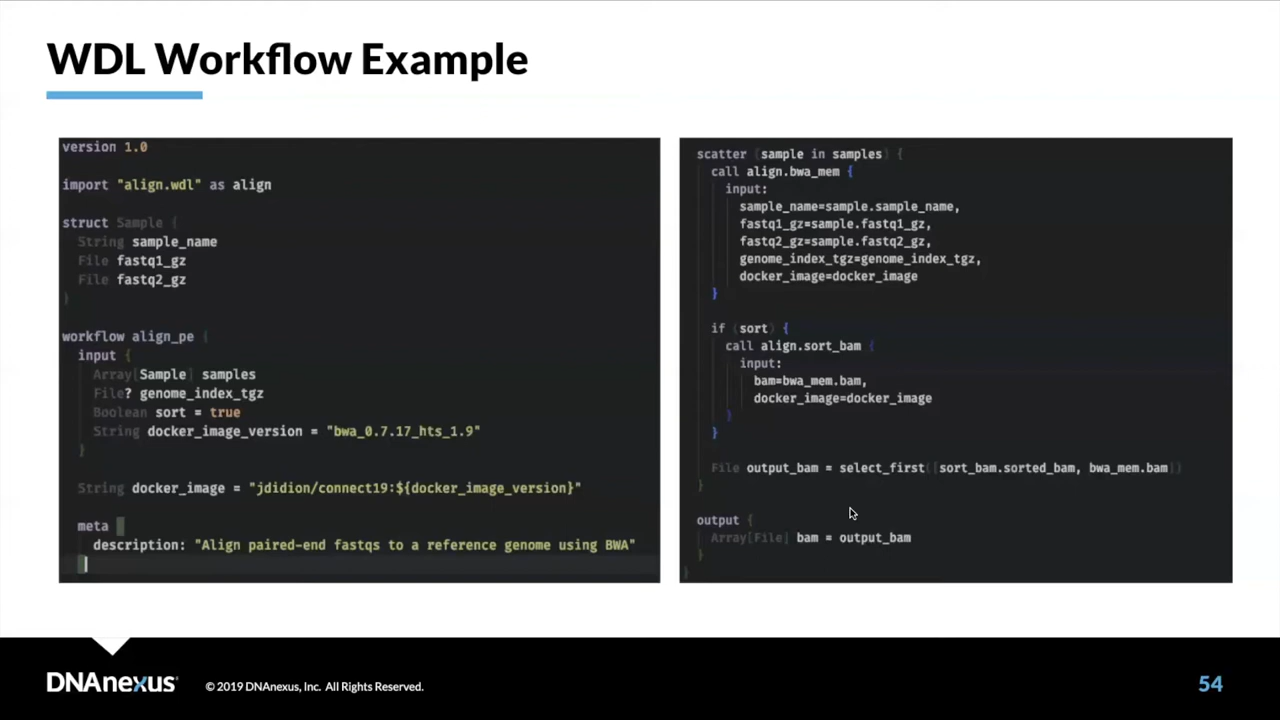 WDL Workflow Example
version 1.0
import "align.wdl" as align
struct Sample {
String sample_name
File fastq1_gz
File fastq2_gz
}
workflow align_pe {
input {
Array[Sample] samples
File? genome_index_tgz
Boolean sort = true
String docker_image_version = "bwa_0.7.17_hts_1.9"
}
String docker_image = "jdidion/connect19:${docker_image_version}"
meta {
description: "Align paired-end fastqs to a reference genome using BWA"
}
scatter (sample in samples) {
call align.bwa_mem {
input:
sample_name=sample.sample_name,
fastq1_gz=sample.fastq1_gz,
fastq2_gz=sample.fastq2_gz,
genome_index_tgz=genome_index_tgz,
docker_image=docker_image
}
if (sort) {
call align.sort_bam {
input:
bam=bwa_mem.bam,
docker_image=docker_image
}
}
File output_bam = select_first([sort_bam.sorted_bam, bwa_mem.bam])
}
output {
Array[File] bam = output_bam
}
}
DNAnexus
© 2019 DNAnexus, Inc. All Rights Reserved.
54